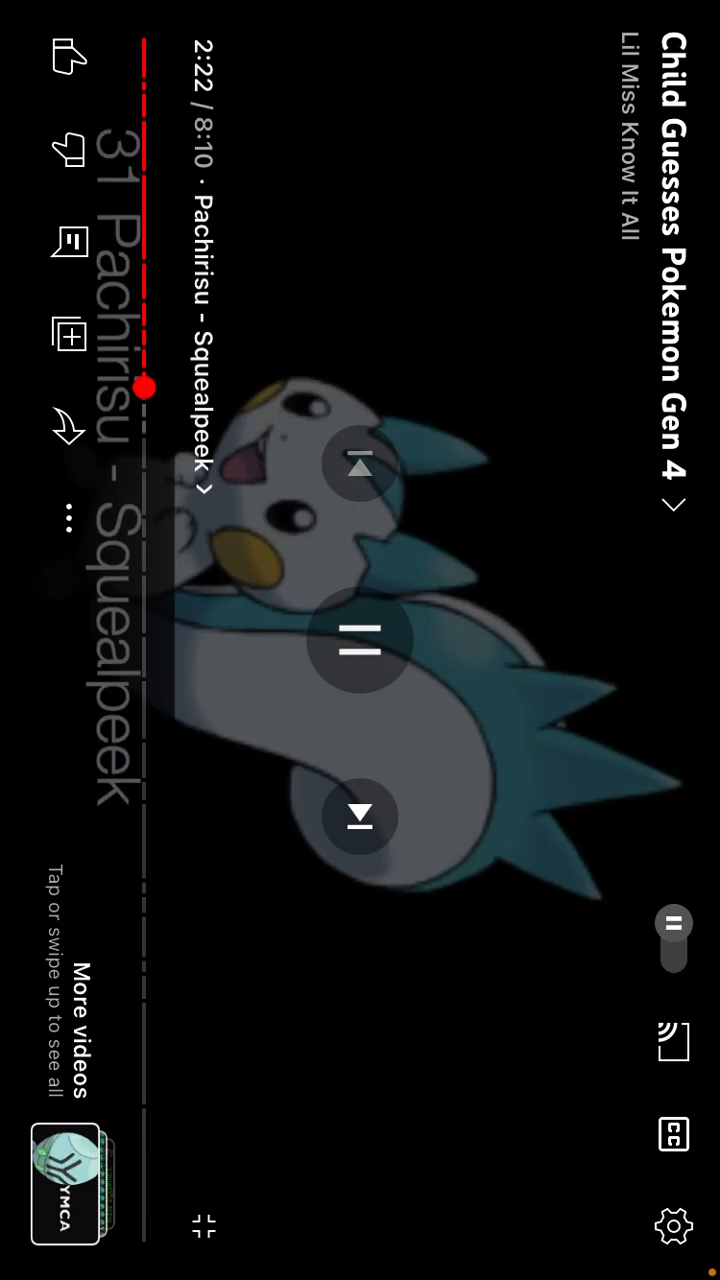 Child Guesses Pokemon Gen 4
Lil Miss Know It All
CC
2:22 / 8:10 · Pachirisu - Squealpeek
31 Pachirisu - Squealpeek
More videos
Tap or swipe up to see all
YMCA